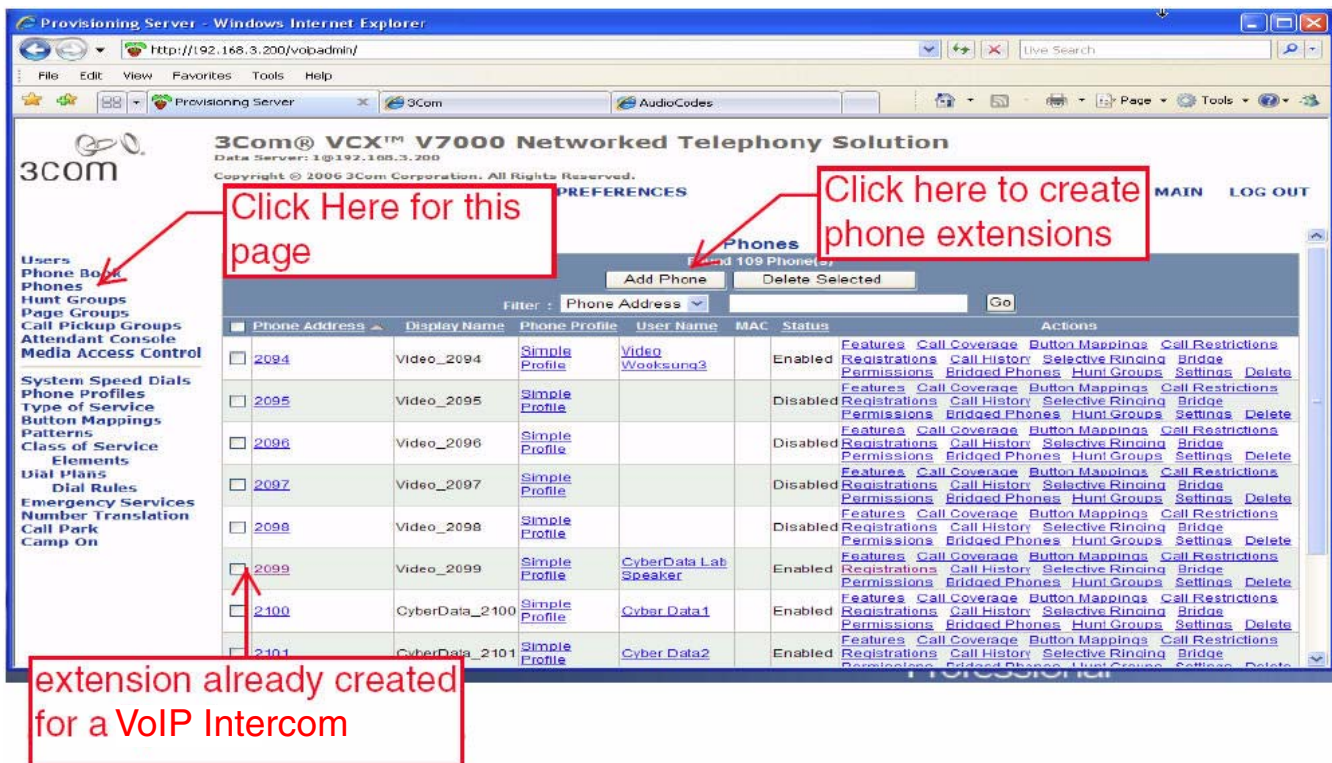 Provisioning Server - Windows Internet Explorer
http://192.168.3.200/voipadmin/
Live Search
File Edit View Favorites Tools Help
Provisioning Server
3Com
AudioCodes
Page
Tools
3COM
3Com® VCX™ V7000 Networked Telephony Solution
Data Server: 1@192.168.3.200
Copyright © 2006 3Com Corporation. All Rights Reserved.
PREFERENCES
MAIN LOG OUT
Click Here for this
page
Click here to create
phone extensions
Users
Phone Book
Phones
Hunt Groups
Page Groups
Call Pickup Groups
Attendant Console
Media Access Control
System Speed Dials
Phone Profiles
Type of Service
Button Mappings
Patterns
Class of Service
Elements
Dial Plans
Dial Rules
Emergency Services
Number Translation
Call Park
Camp On
Phones
109 Phone(s)
Add Phone Delete Selected
Filter : Phone Address Go
Phone Address Display Name Phone Profile User Name MAC Status Actions
2094 Video_2094 Simple Profile Video Wooksung3 Enabled
Features Call Coverage Button Mappings Call Restrictions
Registrations Call History Selective Ringing Bridge
Permissions Bridged Phones Hunt Groups Settings Delete
2095 Video_2095 Simple Profile Disabled
Features Call Coverage Button Mappings Call Restrictions
Registrations Call History Selective Ringing Bridge
Permissions Bridged Phones Hunt Groups Settings Delete
2096 Video_2096 Simple Profile Disabled
Features Call Coverage Button Mappings Call Restrictions
Registrations Call History Selective Ringing Bridge
Permissions Bridged Phones Hunt Groups Settings Delete
2097 Video_2097 Simple Profile Disabled
Features Call Coverage Button Mappings Call Restrictions
Registrations Call History Selective Ringing Bridge
Permissions Bridged Phones Hunt Groups Settings Delete
2098 Video_2098 Simple Profile Disabled
Features Call Coverage Button Mappings Call Restrictions
Registrations Call History Selective Ringing Bridge
Permissions Bridged Phones Hunt Groups Settings Delete
2099 Video_2099 Simple Profile CyberData Lab Speaker Enabled
Features Call Coverage Button Mappings Call Restrictions
Registrations Call History Selective Ringing Bridge
Permissions Bridged Phones Hunt Groups Settings Delete
2100 CyberData_2100 Simple Profile Cyber Data1 Enabled
Features Call Coverage Button Mappings Call Restrictions
Registrations Call History Selective Ringing Bridge
Permissions Bridged Phones Hunt Groups Settings Delete
2101 CyberData_2101 Simple Profile Cyber Data2 Enabled
Features Call Coverage Button Mappings Call Restrictions
Registrations Call History Selective Ringing Bridge
extension already created
for a VoIP Intercom